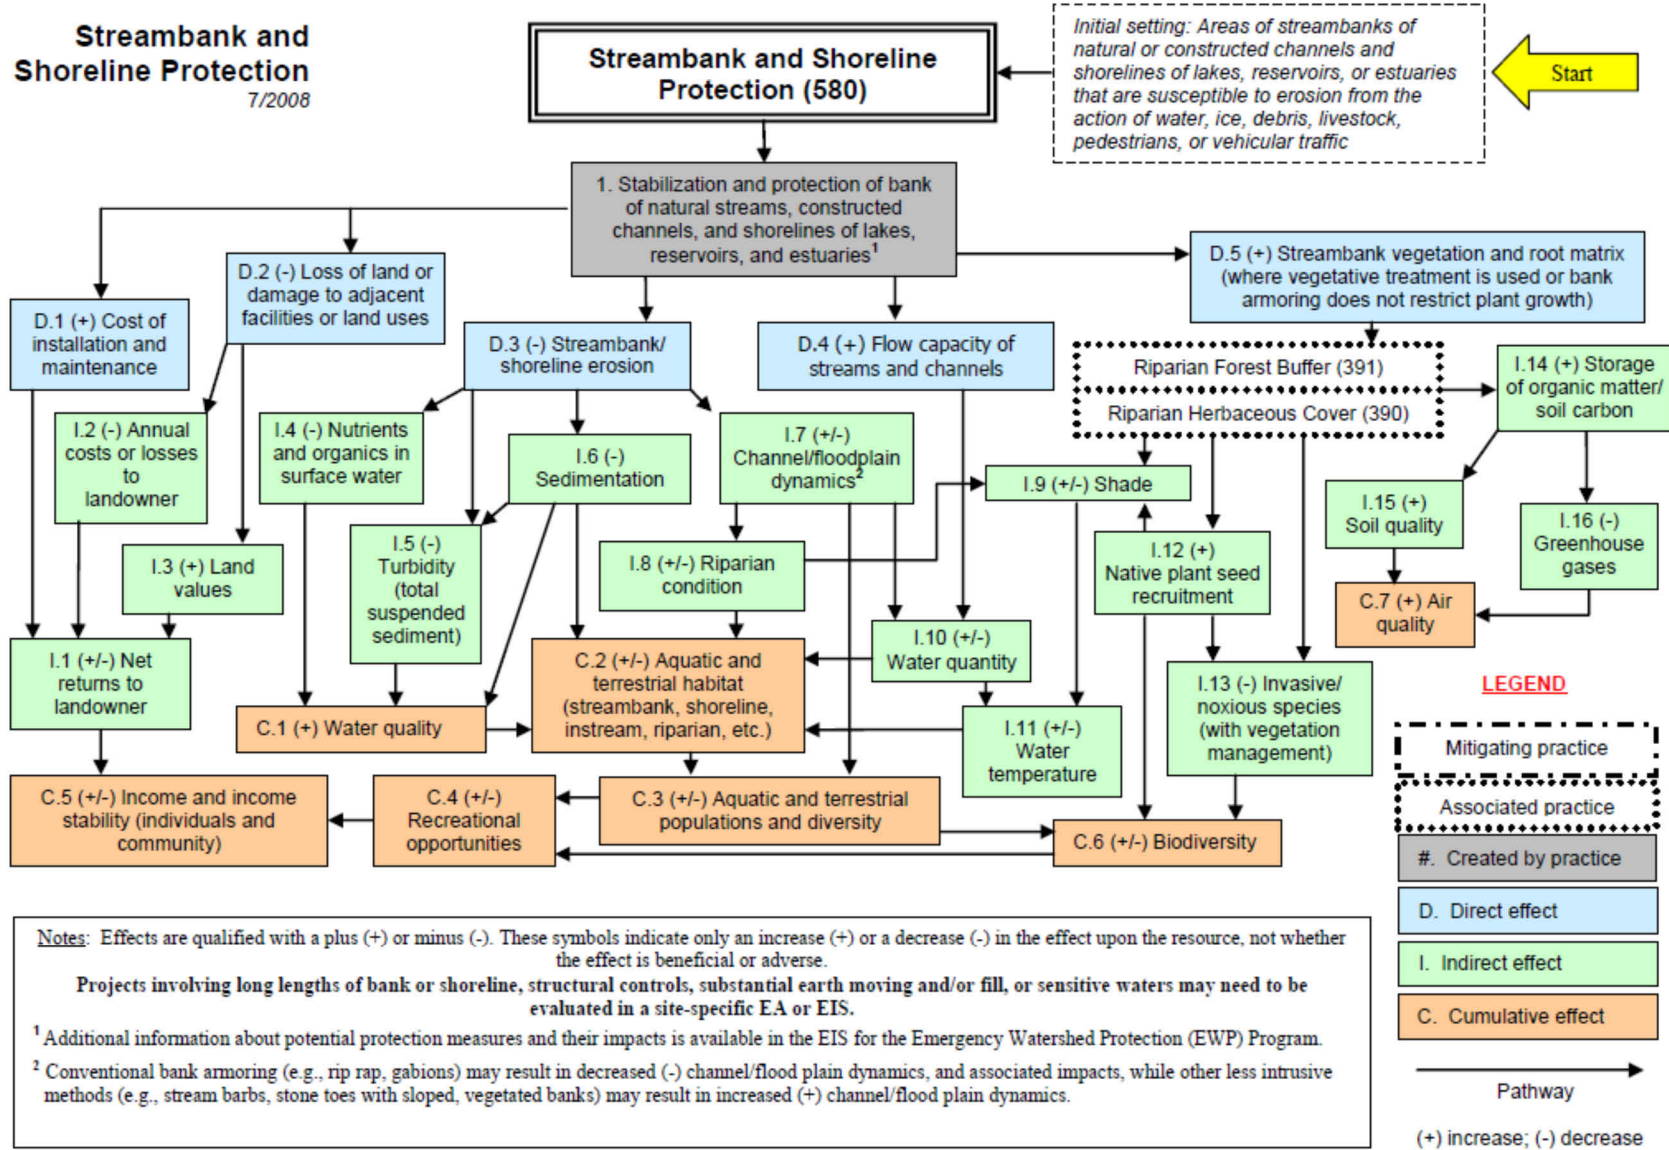 Streambank and
Shoreline Protection
7/2008
Streambank and Shoreline
Protection (580)
Initial setting: Areas of streambanks of
natural or constructed channels and
shorelines of lakes, reservoirs, or estuaries
that are susceptible to erosion from the
action of water, ice, debris, livestock,
pedestrians, or vehicular traffic
Start
1. Stabilization and protection of bank
of natural streams, constructed
channels, and shorelines of lakes,
reservoirs, and estuaries¹
D.1 (+) Cost of
installation and
maintenance
D.2 (-) Loss of land or
damage to adjacent
facilities or land uses
D.3 (-) Streambank/
shoreline erosion
D.4 (+) Flow capacity of
streams and channels
D.5 (+) Streambank vegetation and root matrix
(where vegetative treatment is used or bank
armoring does not restrict plant growth)
Riparian Forest Buffer (391)
Riparian Herbaceous Cover (390)
I.14 (+) Storage
of organic matter/
soil carbon
I.2 (-) Annual
costs or losses
to
landowner
I.4 (-) Nutrients
and organics in
surface water
I.6 (-)
Sedimentation
I.7 (+/-)
Channel/floodplain
dynamics²
I.9 (+/-) Shade
I.15 (+)
Soil quality
I.16 (-)
Greenhouse
gases
I.3 (+) Land
values
I.5 (-)
Turbidity
(total
suspended
sediment)
I.8 (+/-) Riparian
condition
I.12 (+)
Native plant seed
recruitment
C.7 (+) Air
quality
I.1 (+/-) Net
returns to
landowner
I.10 (+/-)
Water quantity
C.2 (+/-) Aquatic and
terrestrial habitat
(streambank, shoreline,
instream, riparian, etc.)
I.13 (-) Invasive/
noxious species
(with vegetation
management)
C.1 (+) Water quality
I.11 (+/-)
Water
temperature
C.5 (+/-) Income and income
stability (individuals and
community)
C.4 (+/-)
Recreational
opportunities
C.3 (+/-) Aquatic and terrestrial
populations and diversity
C.6 (+/-) Biodiversity
LEGEND
Mitigating practice
Associated practice
#. Created by practice
D. Direct effect
I. Indirect effect
C. Cumulative effect
Pathway
(+) increase; (-) decrease
Notes: Effects are qualified with a plus (+) or minus (-). These symbols indicate only an increase (+) or a decrease (-) in the effect upon the resource, not whether
the effect is beneficial or adverse.
Projects involving long lengths of bank or shoreline, structural controls, substantial earth moving and/or fill, or sensitive waters may need to be
evaluated in a site-specific EA or EIS.
¹ Additional information about potential protection measures and their impacts is available in the EIS for the Emergency Watershed Protection (EWP) Program.
² Conventional bank armoring (e.g., rip rap, gabions) may result in decreased (-) channel/flood plain dynamics, and associated impacts, while other less intrusive
methods (e.g., stream barbs, stone toes with sloped, vegetated banks) may result in increased (+) channel/flood plain dynamics.